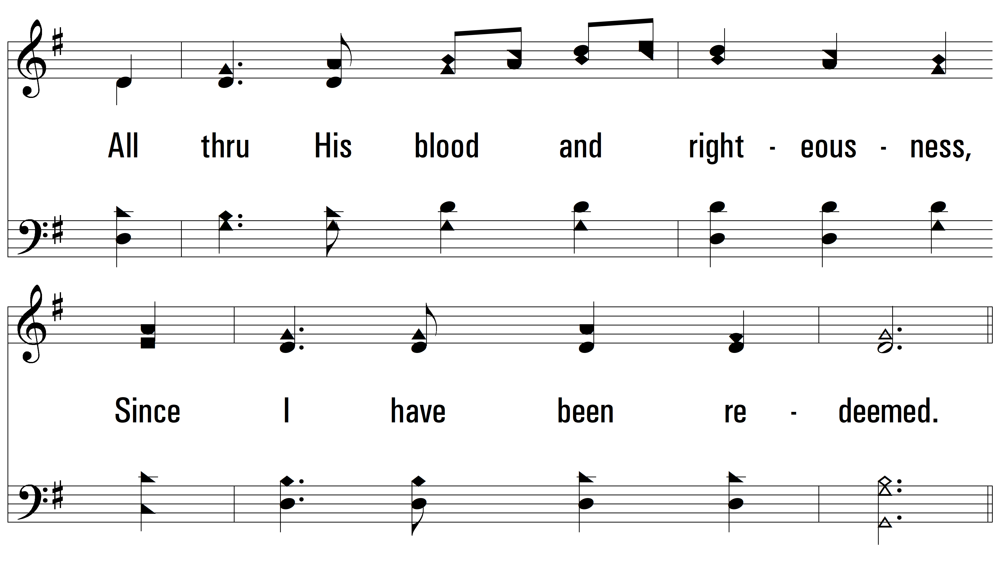 All thru His blood and right - eous - ness,
Since I have been re - deemed.